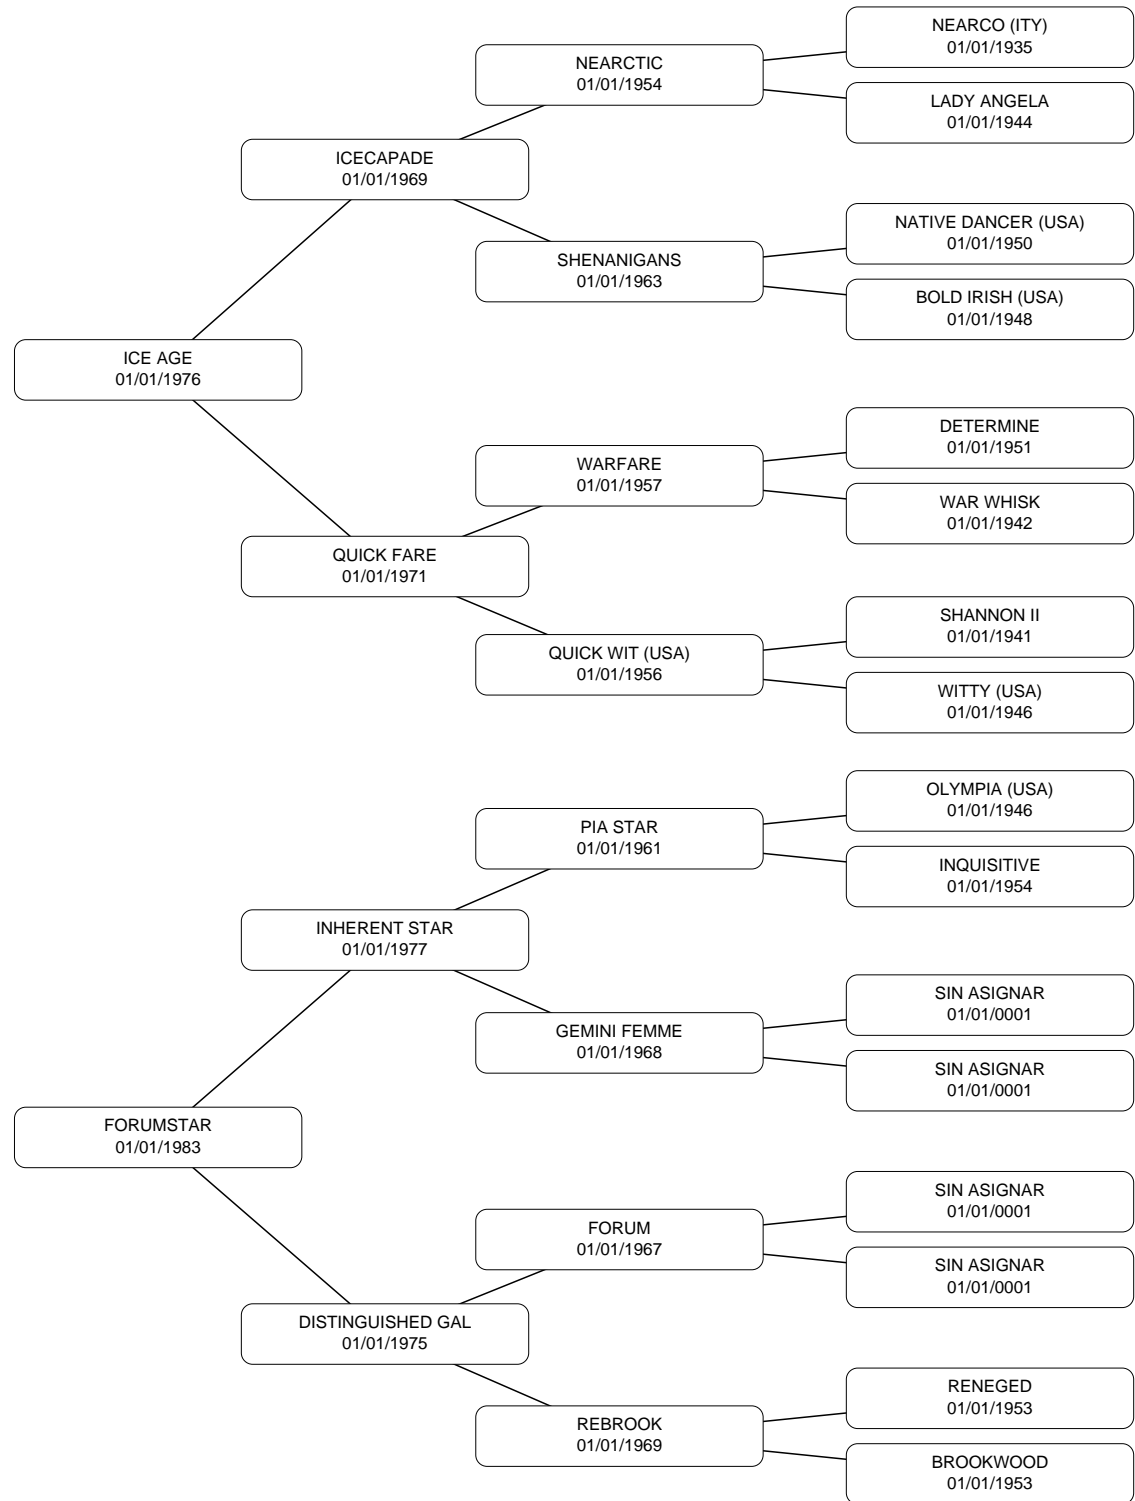 NEARCO (ITY)
01/01/1935
NEARCTIC
01/01/1954
LADY ANGELA
01/01/1944
ICECAPADE
01/01/1969
NATIVE DANCER (USA)
01/01/1950
SHENANIGANS
01/01/1963
BOLD IRISH (USA)
01/01/1948
ICE AGE
01/01/1976
DETERMINE
01/01/1951
WARFARE
01/01/1957
WAR WHISK
01/01/1942
QUICK FARE
01/01/1971
SHANNON II
01/01/1941
QUICK WIT (USA)
01/01/1956
WITTY (USA)
01/01/1946
OLYMPIA (USA)
01/01/1946
PIA STAR
01/01/1961
INQUISITIVE
01/01/1954
INHERENT STAR
01/01/1977
SIN ASIGNAR
01/01/0001
GEMINI FEMME
01/01/1968
SIN ASIGNAR
01/01/0001
FORUMSTAR
01/01/1983
SIN ASIGNAR
01/01/0001
FORUM
01/01/1967
SIN ASIGNAR
01/01/0001
DISTINGUISHED GAL
01/01/1975
RENEGED
01/01/1953
REBROOK
01/01/1969
BROOKWOOD
01/01/1953